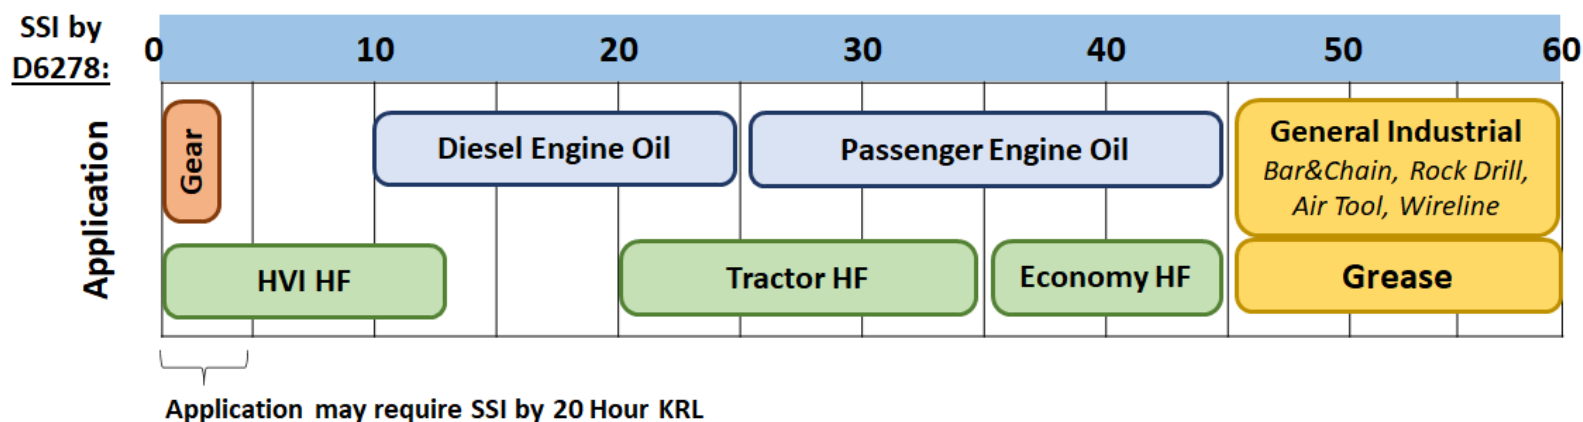 SSI by
D6278:
0 10 20 30 40 50 60
Application
Gear
Diesel Engine Oil
Passenger Engine Oil
General Industrial
Bar&Chain, Rock Drill,
Air Tool, Wireline
HVI HF
Tractor HF
Economy HF
Grease
Application may require SSI by 20 Hour KRL